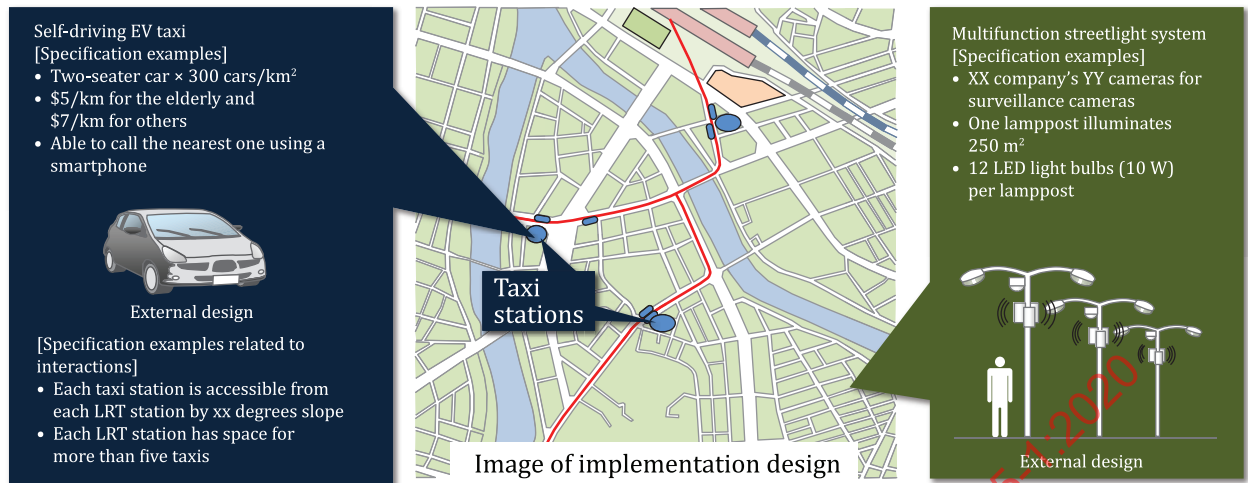 Self-driving EV taxi
[Specification examples]
• Two-seater car × 300 cars/km²
• $5/km for the elderly and
$7/km for others
• Able to call the nearest one using a
smartphone
External design
[Specification examples related to
interactions]
• Each taxi station is accessible from
each LRT station by xx degrees slope
• Each LRT station has space for
more than five taxis
Taxi
stations
Image of implementation design
Multifunction streetlight system
[Specification examples]
• XX company's YY cameras for
surveillance cameras
• One lamppost illuminates
250 m²
• 12 LED light bulbs (10 W)
per lamppost
External design
5-1:2020